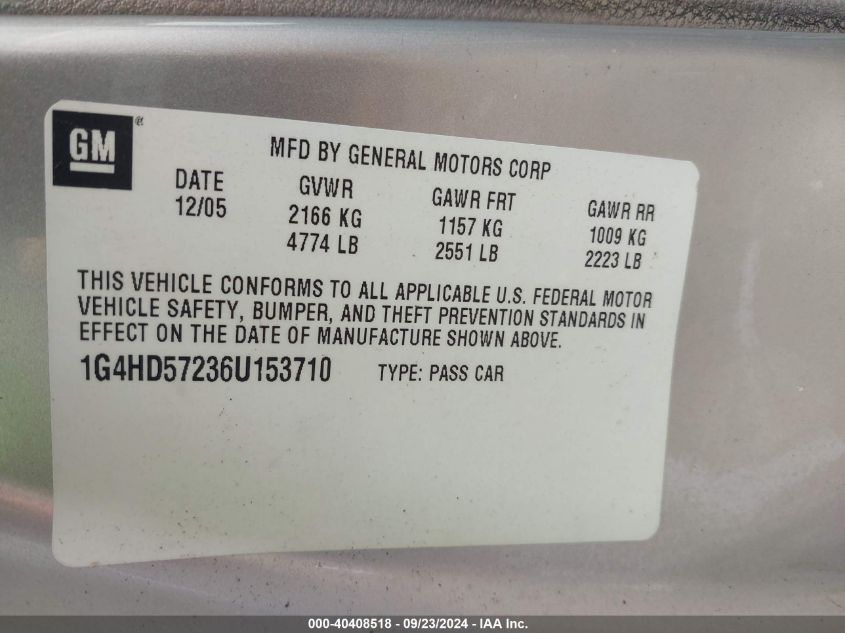 GM ®
MFD BY GENERAL MOTORS CORP
DATE GVWR GAWR FRT GAWR RR
12/05 2166 KG 1157 KG 1009 KG
4774 LB 2551 LB 2223 LB
THIS VEHICLE CONFORMS TO ALL APPLICABLE U.S. FEDERAL MOTOR
VEHICLE SAFETY, BUMPER, AND THEFT PREVENTION STANDARDS IN
EFFECT ON THE DATE OF MANUFACTURE SHOWN ABOVE.
1G4HD57236U153710 TYPE: PASS CAR
000-40408518 - 09/23/2024 - IAA Inc.